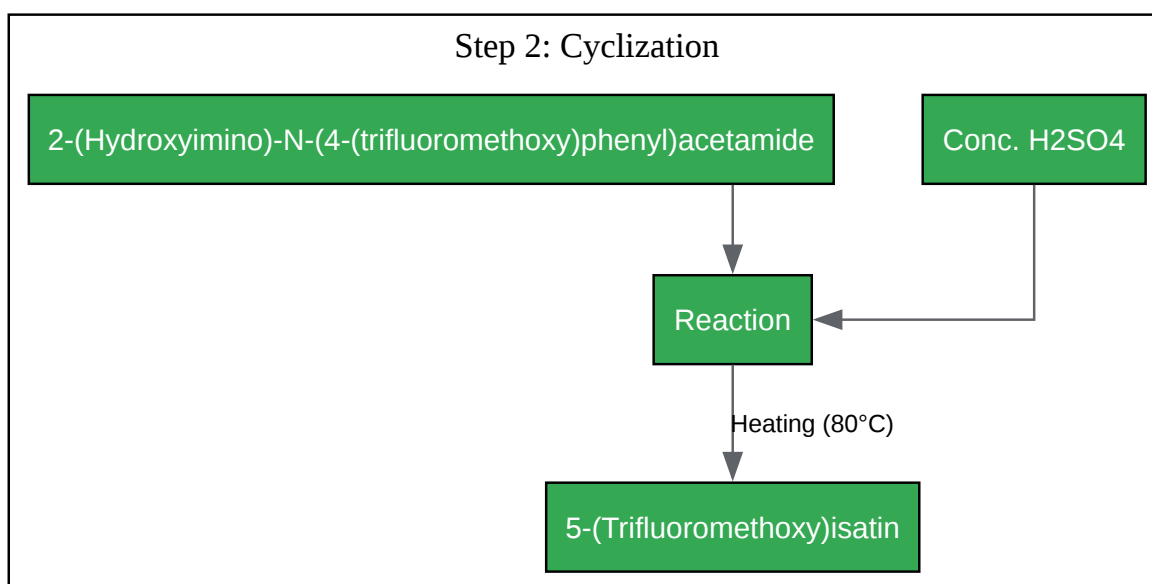 Step 2: Cyclization
2-(Hydroxyimino)-N-(4-(trifluoromethoxy)phenyl)acetamide
Conc. H2SO4
Reaction
Heating (80°C)
5-(Trifluoromethoxy)isatin